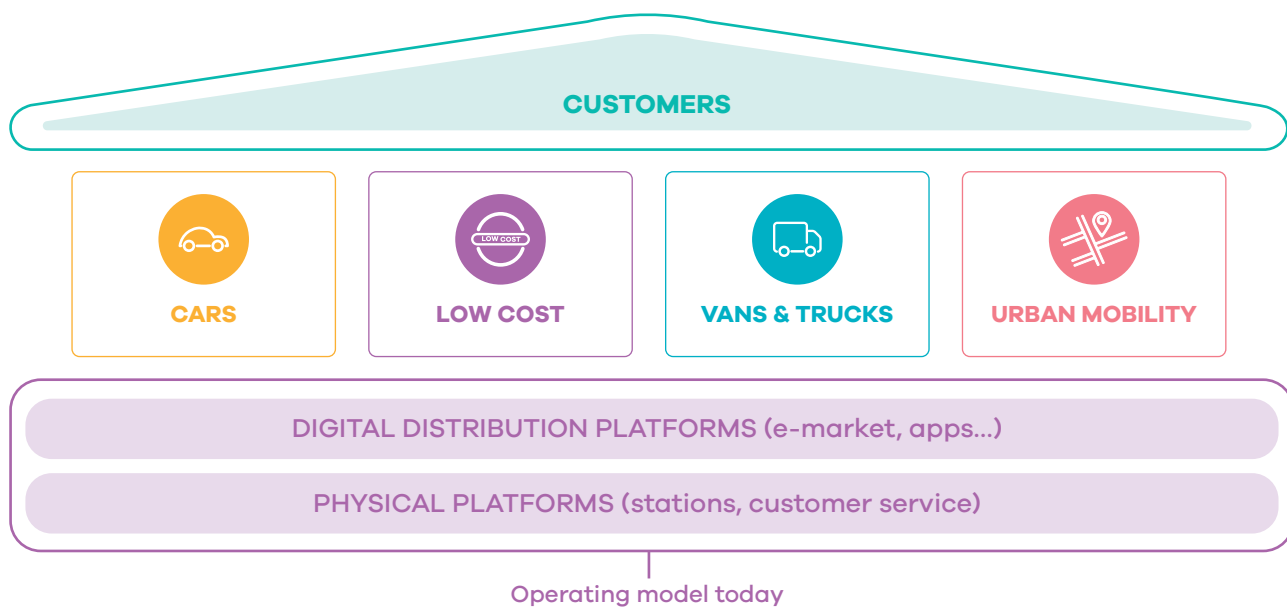 CUSTOMERS
LOW COST
CARS
LOW COST
VANS & TRUCKS
URBAN MOBILITY
DIGITAL DISTRIBUTION PLATFORMS (e-market, apps...)
PHYSICAL PLATFORMS (stations, customer service)
Operating model today